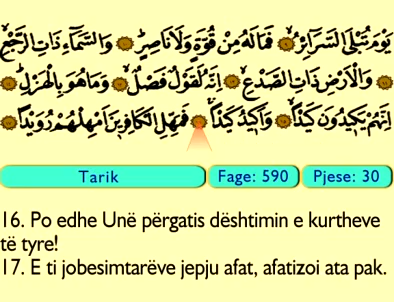 يَوْمَ تُبْلَى السَّرَائِرُ ۝ فَمَا لَهُ مِنْ قُوَّةٍ وَلَا نَاصِرٍ ۝ وَالسَّمَاءِ ذَاتِ الرَّجْعِ
۝ وَالْأَرْضِ ذَاتِ الصَّدْعِ ۝ إِنَّهُ لَقَوْلٌ فَصْلٌ ۝ وَمَا هُوَ بِالْهَزْلِ ۝
إِنَّهُمْ يَكِيدُونَ كَيْدًا ۝ وَأَكِيدُ كَيْدًا ۝ فَمَهِّلِ الْكَافِرِينَ أَمْهِلْهُمْ رُوَيْدًا ۝
Tarik Fage: 590 Pjese: 30
16. Po edhe Unë përgatis dështimin e kurtheve
të tyre!
17. E ti jobesimtarëve jepju afat, afatizoi ata pak.